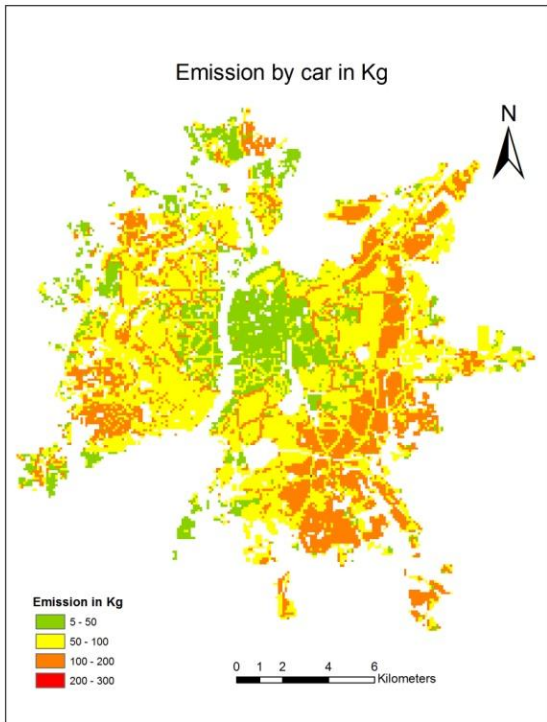 Emission by car in Kg
N
Emission in Kg
5 - 50
50 - 100
100 - 200
200 - 300
0 1 2 4 6
Kilometers